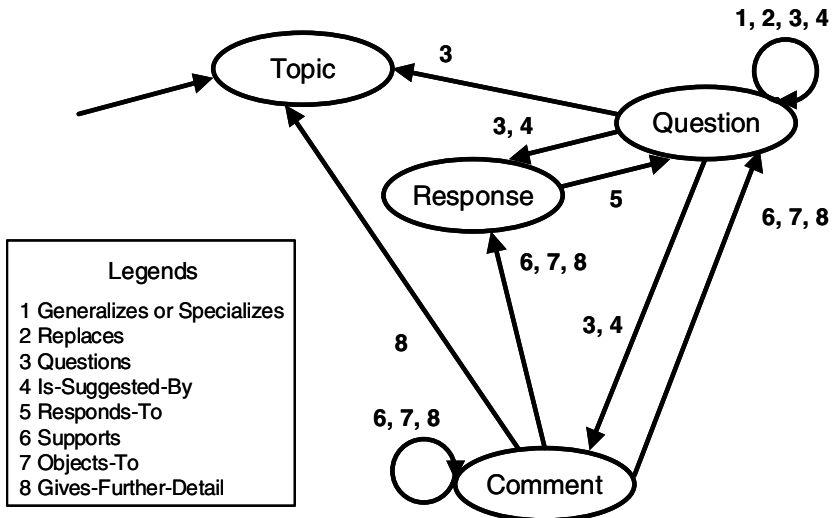 1, 2, 3, 4
3
Topic
Question
3, 4
Response
5
6, 7, 8
6, 7, 8
Legends
1 Generalizes or Specializes
2 Replaces
3 Questions
4 Is-Suggested-By
5 Responds-To
6 Supports
7 Objects-To
8 Gives-Further-Detail
3, 4
8
6, 7, 8
Comment